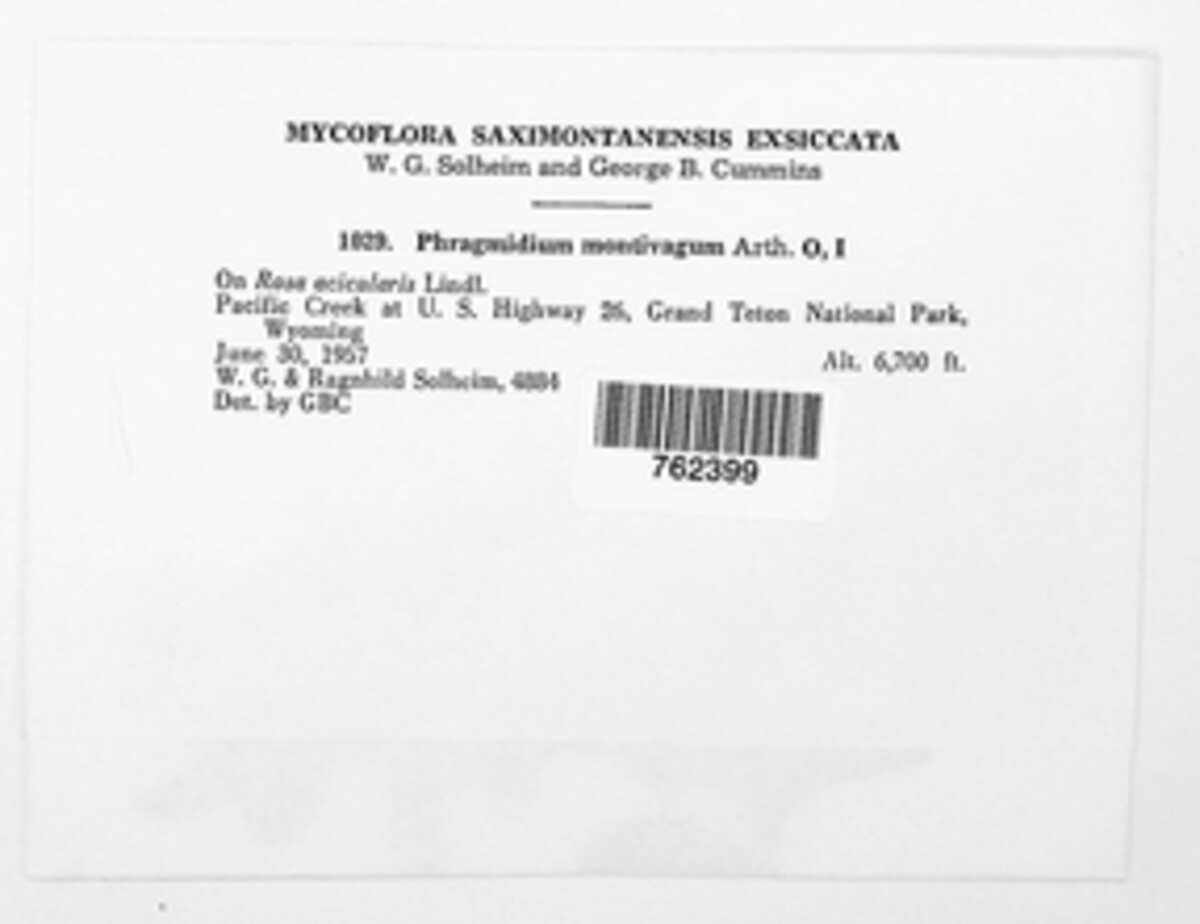 MYCOFLORA SAXIMONTANENSIS EXSICCATA
W. G. Solheim and George B. Cummins
1029. Phragmidium montivagum Arth. O, I
On Rosa acicularis Lindl.
Pacific Creek at U. S. Highway 26, Grand Teton National Park,
Wyoming
June 30, 1957 Alt. 6,700 ft.
W. G. & Ragnhild Solheim, 4884
Det. by GBC
762399